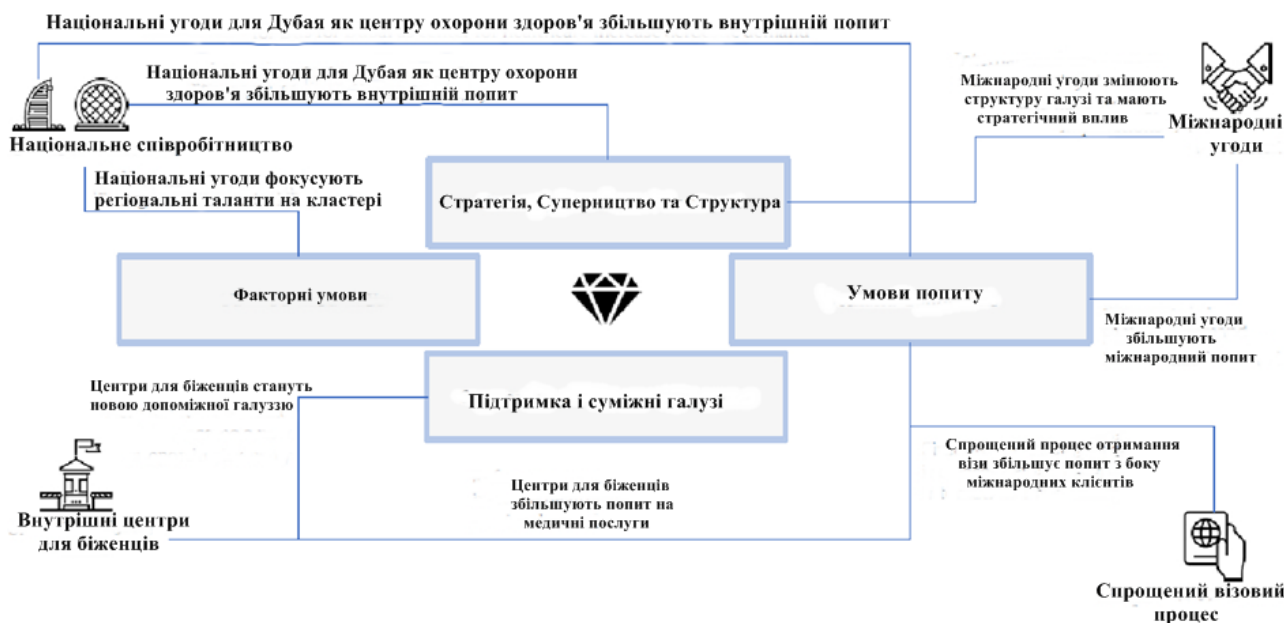 Національні угоди для Дубая як центру охорони здоров'я збільшують внутрішній попит
Національні угоди для Дубая як центру охорони
здоров'я збільшують внутрішній попит
Національне співробітництво
Національні угоди фокусують
регіональні таланти на кластері
Міжнародні угоди змінюють
структуру галузі та мають
стратегічний вплив
Міжнародні
угоди
Стратегія, Суперництво та Структура
Факторні умови
Умови попиту
Міжнародні угоди
збільшують
міжнародний попит
Центри для біженців стануть
новою допоміжної галуззю
Підтримка і суміжні галузі
Внутрішні центри
для біженців
Центри для біженців
збільшують попит на
медичні послуги
Спрощений процес отримання
візи збільшує попит з боку
міжнародних клієнтів
Спрощений візовий
процес